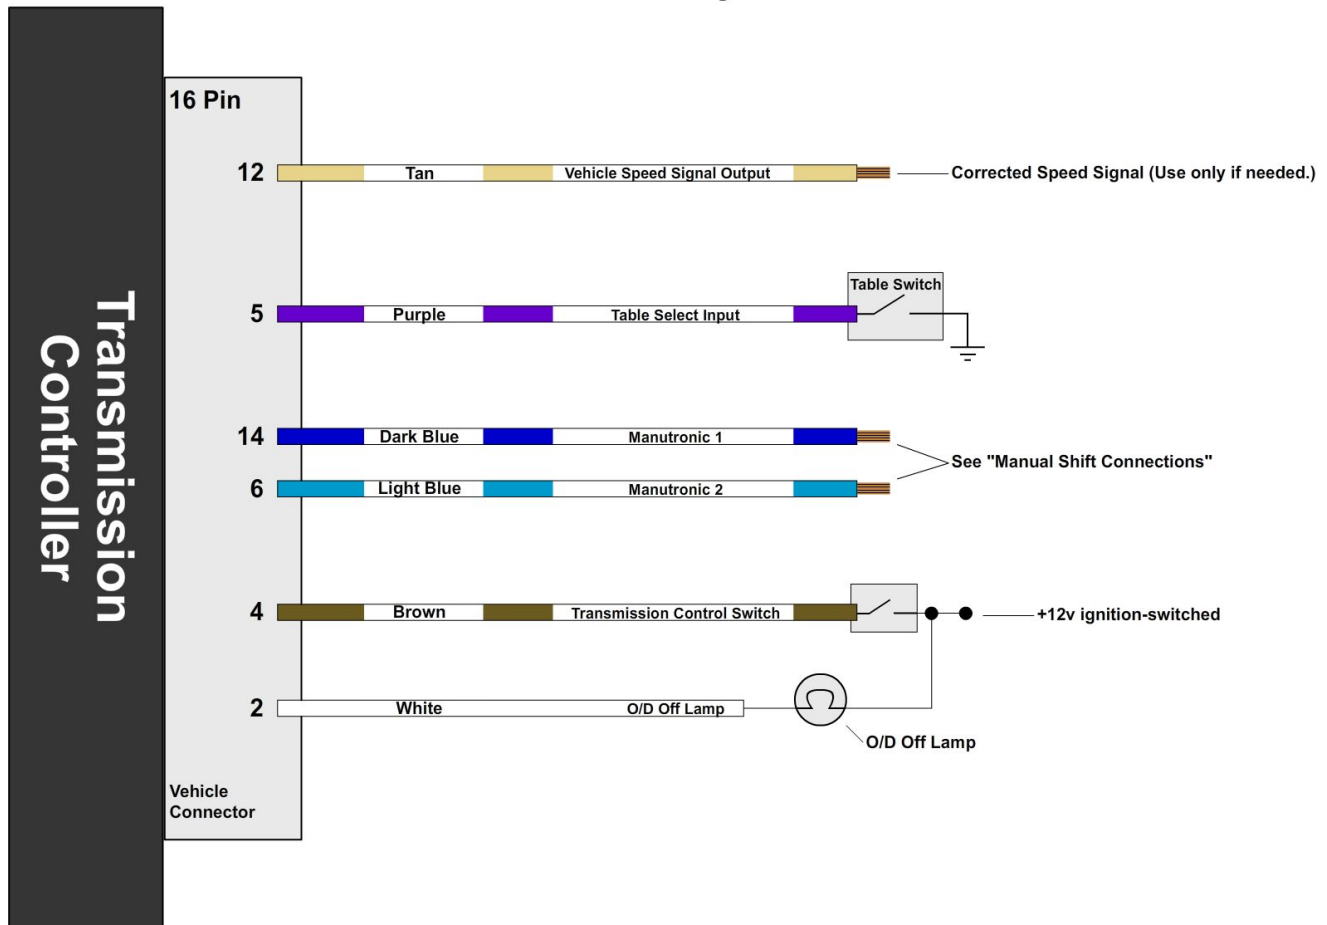 Transmission
Controller
16 Pin
12 Tan Vehicle Speed Signal Output Corrected Speed Signal (Use only if needed.)
Table Switch
5 Purple Table Select Input
14 Dark Blue Manutronic 1
See "Manual Shift Connections"
6 Light Blue Manutronic 2
4 Brown Transmission Control Switch +12v ignition-switched
2 White O/D Off Lamp
O/D Off Lamp
Vehicle
Connector